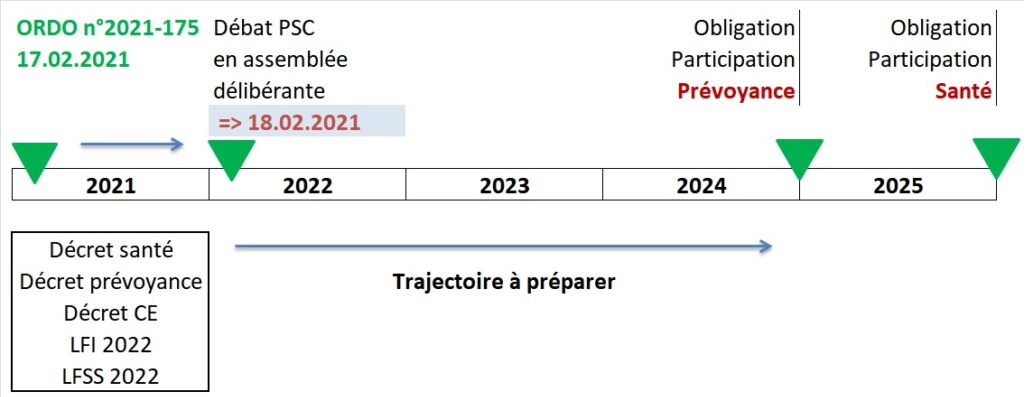 ORDO n°2021-175
17.02.2021
Débat PSC
en assemblée
délibérante
=> 18.02.2021
Obligation
Participation
Prévoyance
Obligation
Participation
Santé
2021
2022
2023
2024
2025
Décret santé
Décret prévoyance
Décret CE
LFI 2022
LFSS 2022
Trajectoire à préparer